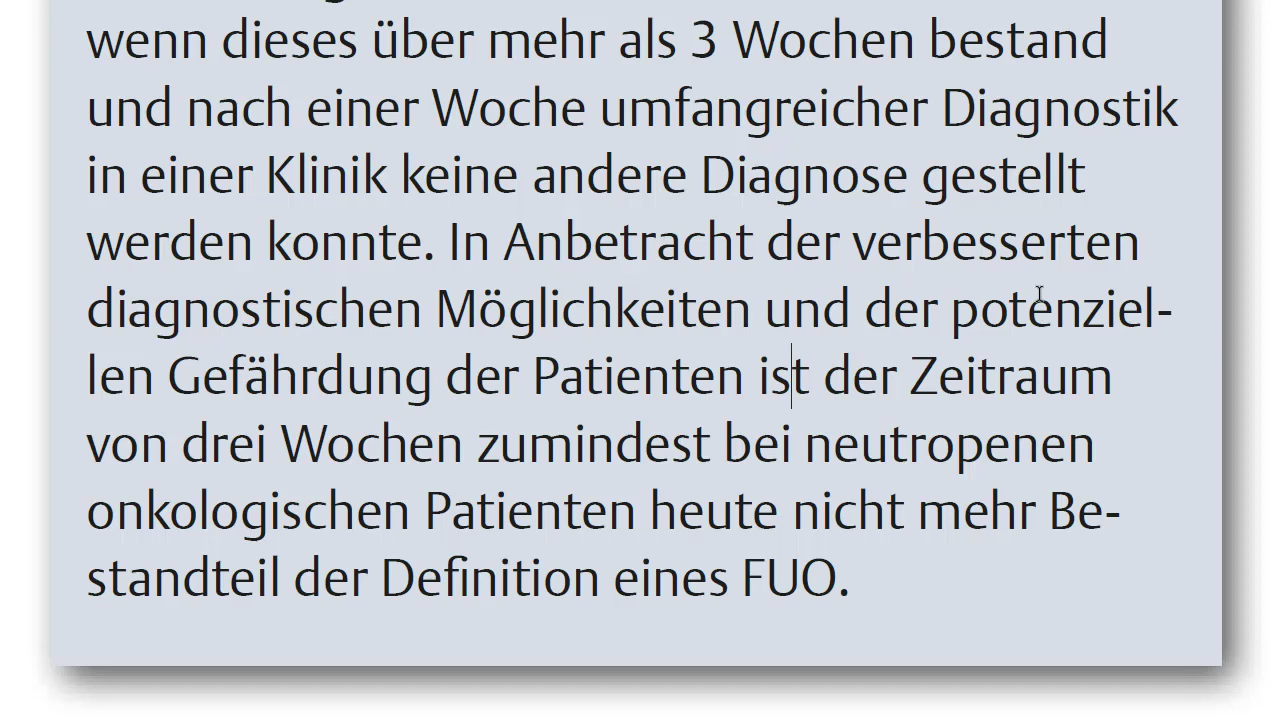 wenn dieses über mehr als 3 Wochen bestand
und nach einer Woche umfangreicher Diagnostik
in einer Klinik keine andere Diagnose gestellt
werden konnte. In Anbetracht der verbesserten
diagnostischen Möglichkeiten und der potenziel-
len Gefährdung der Patienten ist der Zeitraum
von drei Wochen zumindest bei neutropenen
onkologischen Patienten heute nicht mehr Be-
standteil der Definition eines FUO.